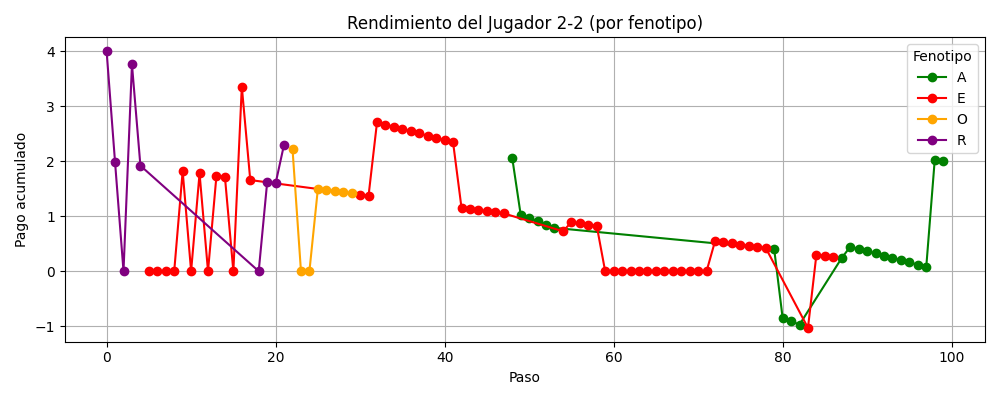 Rendimiento del Jugador 2-2 (por fenotipo)
Pago acumulado
4
3
2
1
0
−1
0
20
40
60
80
100
Paso
Fenotipo
A
E
O
R